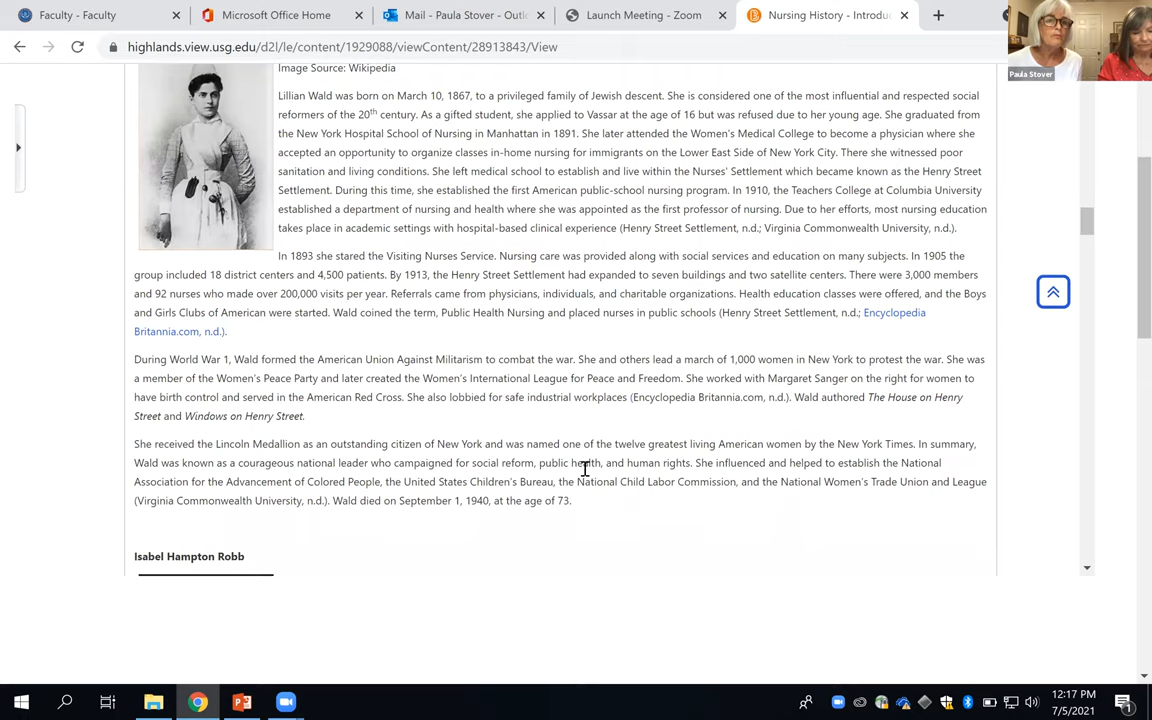 Faculty - Faculty
Microsoft Office Home
Mail - Paula Stover - Outl
Launch Meeting - Zoom
Nursing History - Introdu
highlands.view.usg.edu/d2l/le/content/1929088/viewContent/28913843/View
Paula Stover
Image Source: Wikipedia
Lillian Wald was born on March 10, 1867, to a privileged family of Jewish descent. She is considered one of the most influential and respected social
reformers of the 20th century. As a gifted student, she applied to Vassar at the age of 16 but was refused due to her young age. She graduated from
the New York Hospital School of Nursing in Manhattan in 1891. She later attended the Women's Medical College to become a physician where she
accepted an opportunity to organize classes in-home nursing for immigrants on the Lower East Side of New York City. There she witnessed poor
sanitation and living conditions. She left medical school to establish and live within the Nurses' Settlement which became known as the Henry Street
Settlement. During this time, she established the first American public-school nursing program. In 1910, the Teachers College at Columbia University
established a department of nursing and health where she was appointed as the first professor of nursing. Due to her efforts, most nursing education
takes place in academic settings with hospital-based clinical experience (Henry Street Settlement, n.d.; Virginia Commonwealth University, n.d.).
In 1893 she stared the Visiting Nurses Service. Nursing care was provided along with social services and education on many subjects. In 1905 the
group included 18 district centers and 4,500 patients. By 1913, the Henry Street Settlement had expanded to seven buildings and two satellite centers. There were 3,000 members
and 92 nurses who made over 200,000 visits per year. Referrals came from physicians, individuals, and charitable organizations. Health education classes were offered, and the Boys
and Girls Clubs of American were started. Wald coined the term, Public Health Nursing and placed nurses in public schools (Henry Street Settlement, n.d.; Encyclopedia
Britannia.com, n.d.).
During World War 1, Wald formed the American Union Against Militarism to combat the war. She and others lead a march of 1,000 women in New York to protest the war. She was
a member of the Women's Peace Party and later created the Women's International League for Peace and Freedom. She worked with Margaret Sanger on the right for women to
have birth control and served in the American Red Cross. She also lobbied for safe industrial workplaces (Encyclopedia Britannia.com, n.d.). Wald authored The House on Henry
Street and Windows on Henry Street.
She received the Lincoln Medallion as an outstanding citizen of New York and was named one of the twelve greatest living American women by the New York Times. In summary,
Wald was known as a courageous national leader who campaigned for social reform, public health, and human rights. She influenced and helped to establish the National
Association for the Advancement of Colored People, the United States Children's Bureau, the National Child Labor Commission, and the National Women's Trade Union and League
(Virginia Commonwealth University, n.d.). Wald died on September 1, 1940, at the age of 73.
Isabel Hampton Robb
12:17 PM
7/5/2021
1